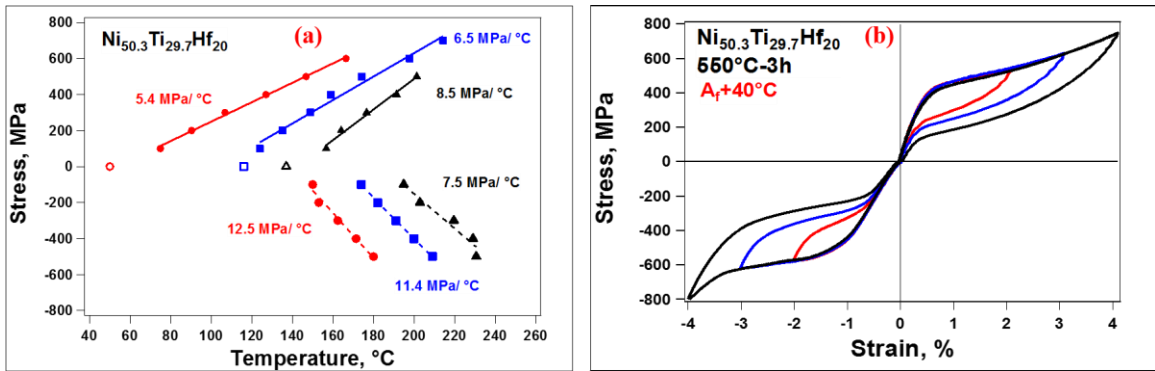 Ni50.3Ti29.7Hf20
(a)
6.5 MPa/ °C
5.4 MPa/ °C
8.5 MPa/ °C
7.5 MPa/ °C
12.5 MPa/ °C
11.4 MPa/ °C
Stress, MPa
800
600
400
200
0
-200
-400
-600
-800
40 60 80 100 120 140 160 180 200 220 240 260
Temperature, °C
Ni50.3Ti29.7Hf20
(b)
550°C-3h
Af+40°C
Stress, MPa
800
600
400
200
0
-200
-400
-600
-800
-4 -3 -2 -1 0 1 2 3 4
Strain, %